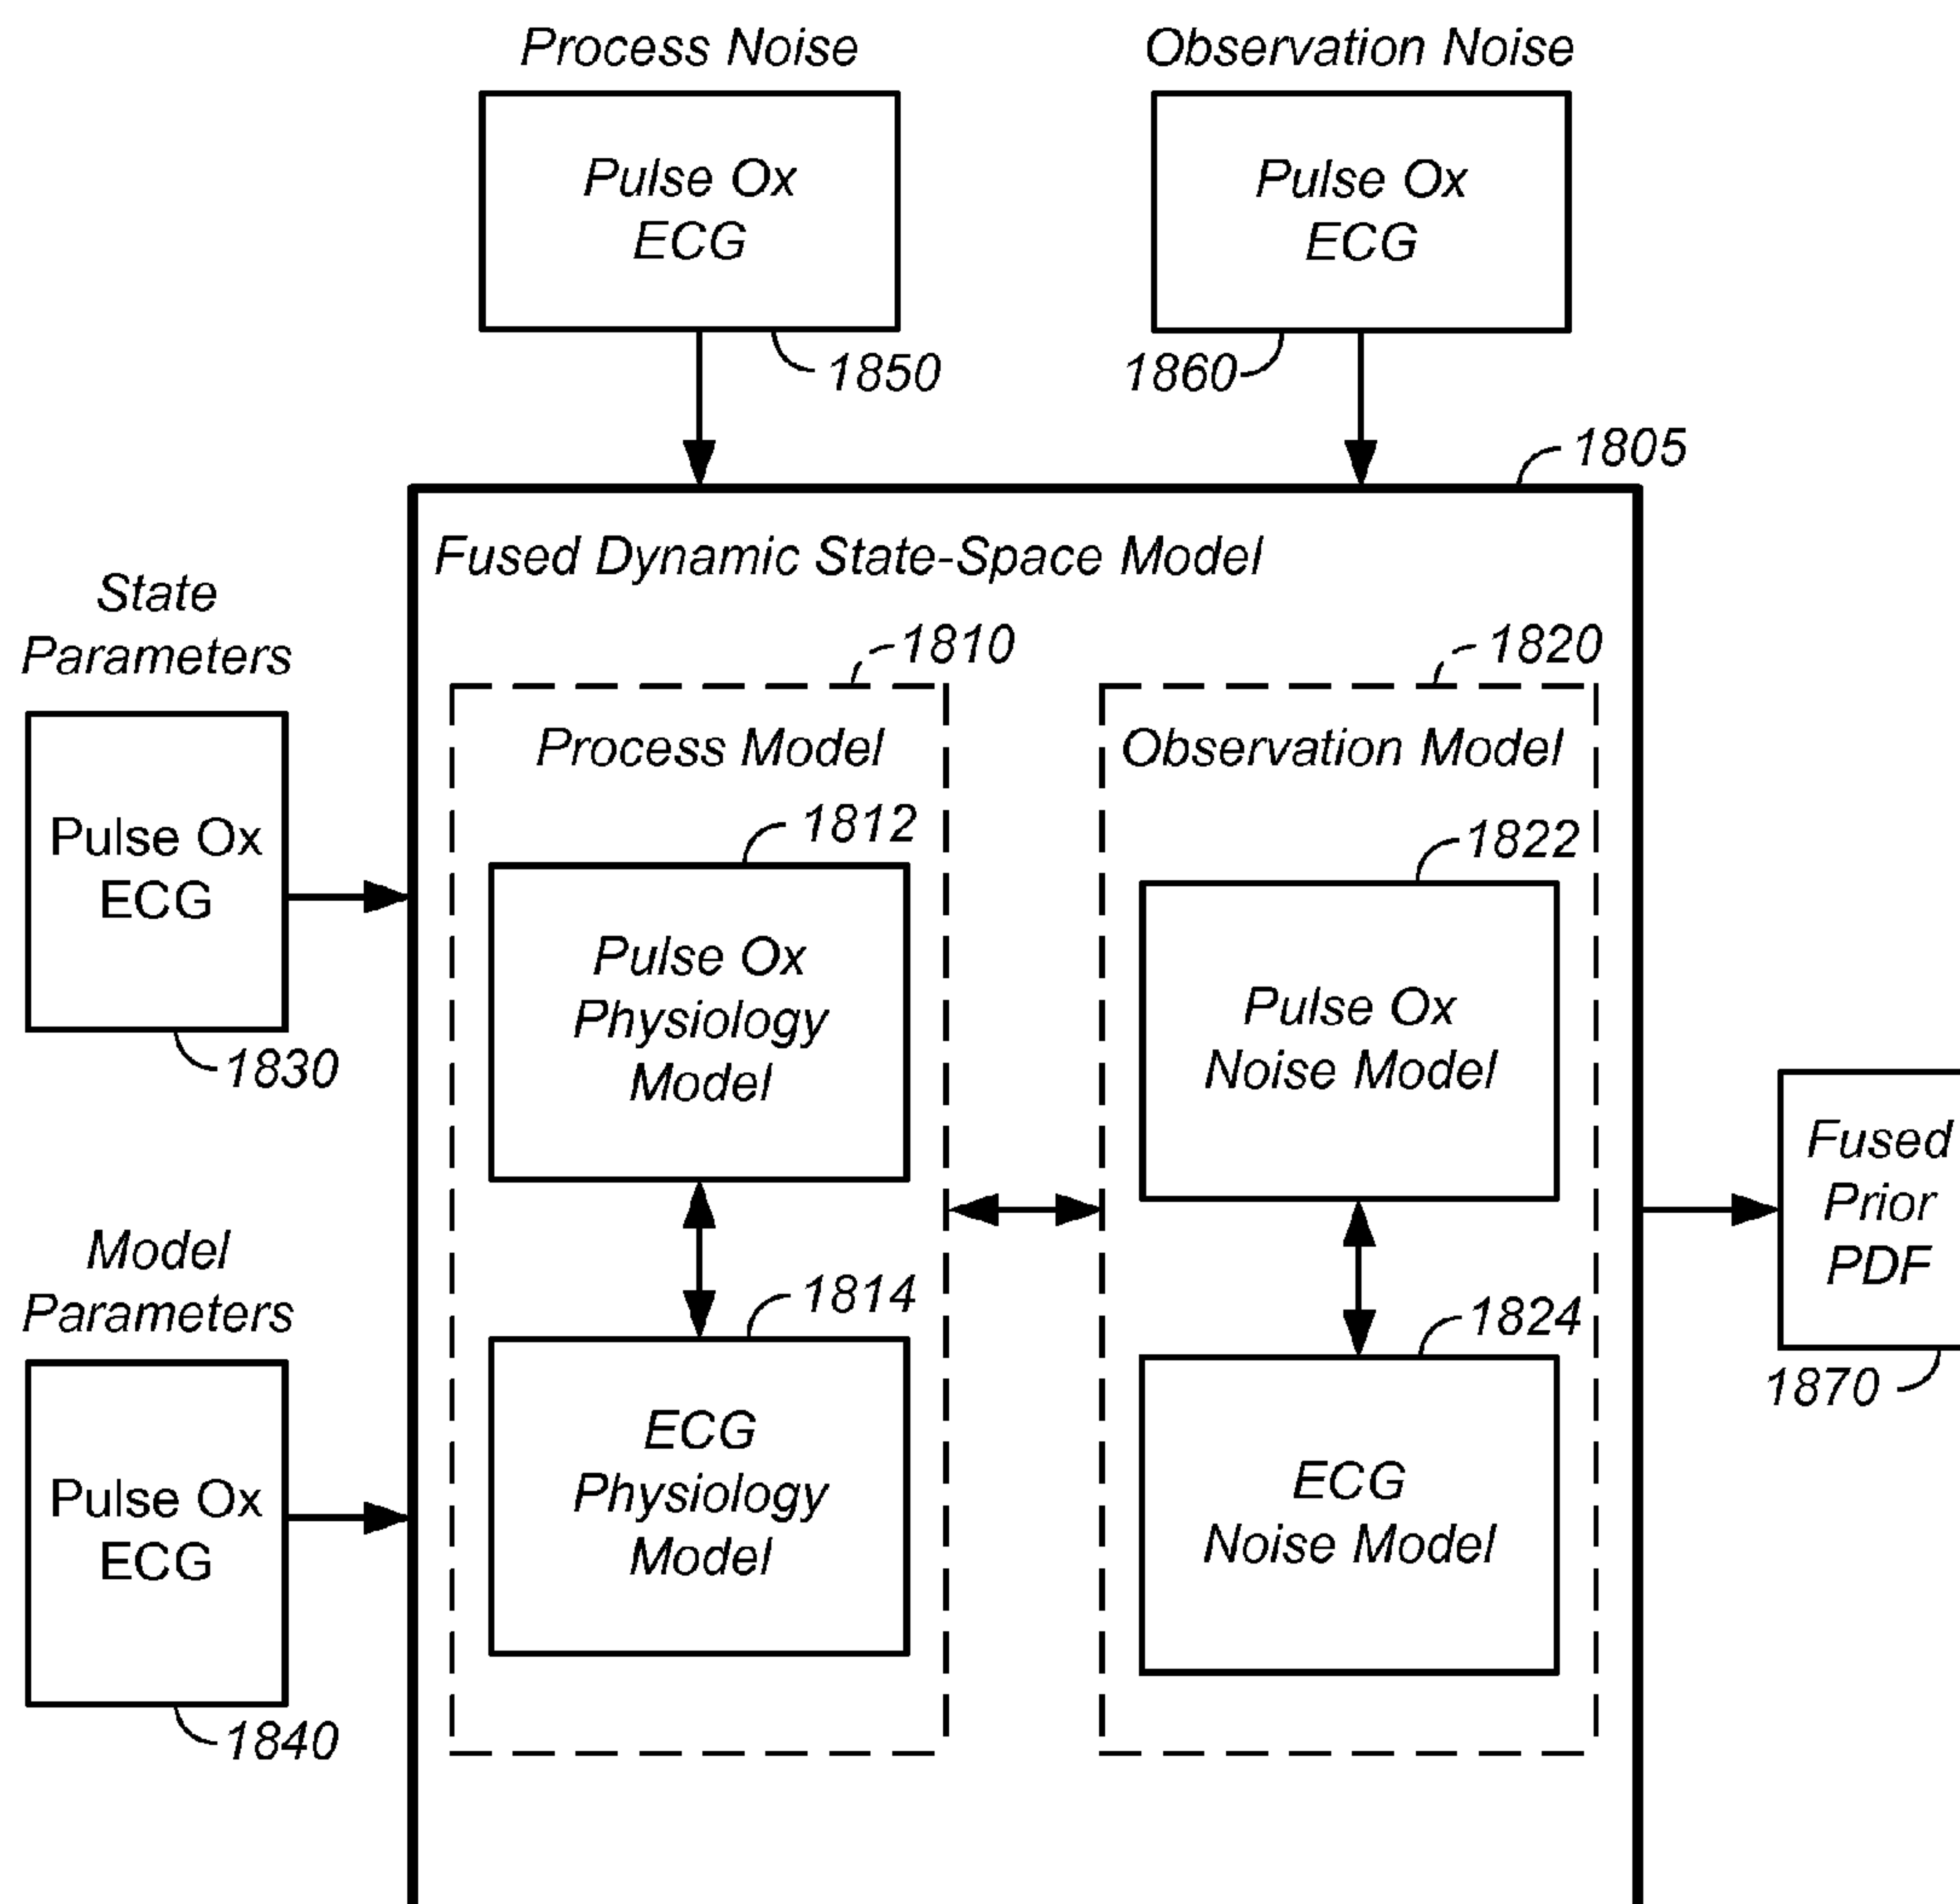 Process Noise
Pulse Ox
ECG
1850
Observation Noise
Pulse Ox
ECG
1860
1805
Fused Dynamic State-Space Model
State
Parameters
Pulse Ox
ECG
1830
Model
Parameters
Pulse Ox
ECG
1840
1810
Process Model
1812
Pulse Ox
Physiology
Model
1814
ECG
Physiology
Model
1820
Observation Model
1822
Pulse Ox
Noise Model
1824
ECG
Noise Model
Fused
Prior
PDF
1870